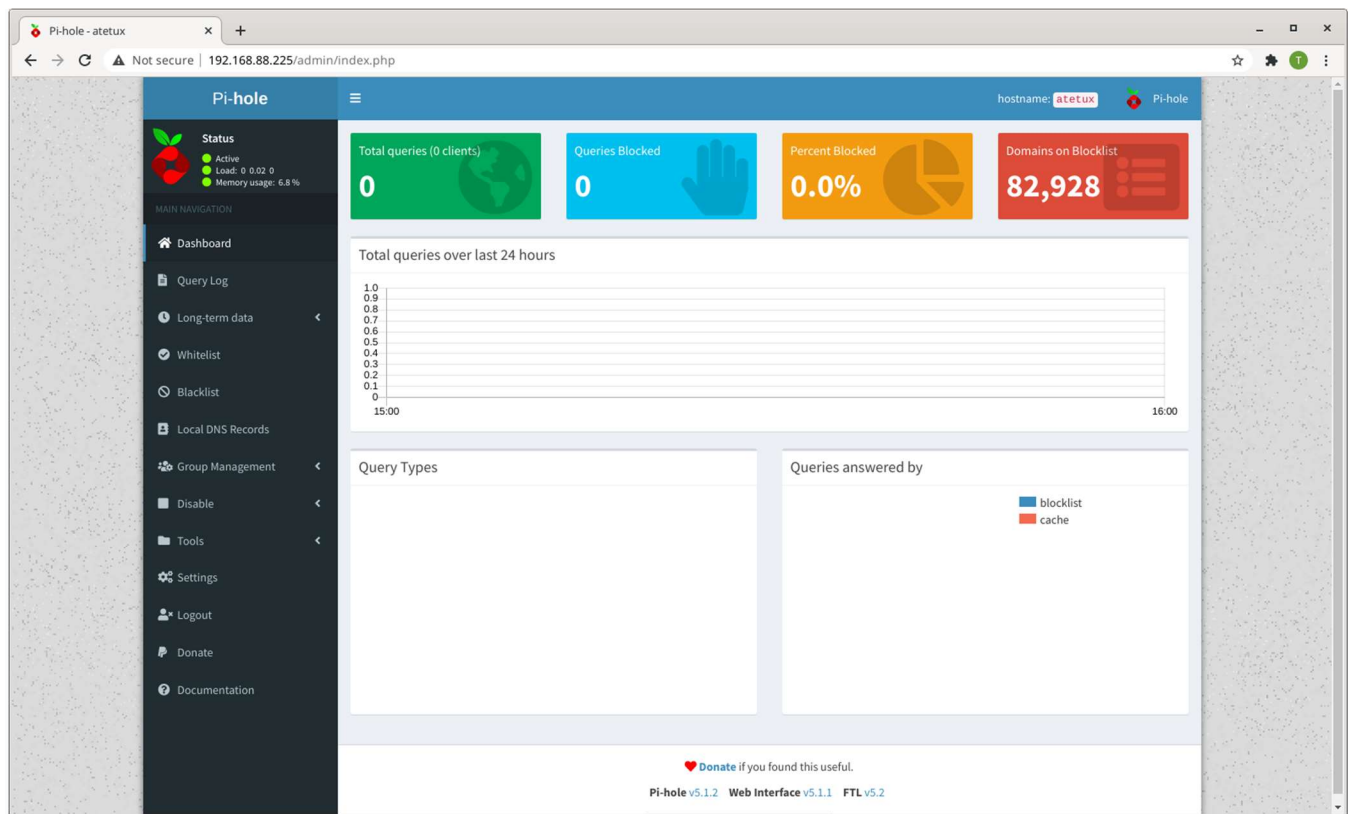 Pi-hole - atetux
Not secure | 192.168.88.225/admin/index.php
T
Pi-hole
hostname: atetux
Pi-hole
Status
Active
Load: 0 0.02 0
Memory usage: 6.8 %
MAIN NAVIGATION
Dashboard
Query Log
Long-term data
Whitelist
Blacklist
Local DNS Records
Group Management
Disable
Tools
Settings
Logout
Donate
Documentation
Total queries (0 clients)
0
Queries Blocked
0
Percent Blocked
0.0%
Domains on Blocklist
82,928
Total queries over last 24 hours
1.0
0.9
0.8
0.7
0.6
0.5
0.4
0.3
0.2
0.1
0
15:00 16:00
Query Types
Queries answered by
blocklist
cache
Donate if you found this useful.
Pi-hole v5.1.2 Web Interface v5.1.1 FTL v5.2